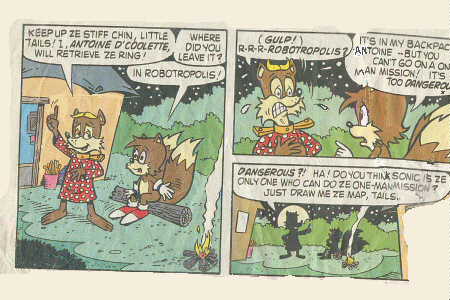 KEEP UP ZE STIFF CHIN, LITTLE
TAILS! I, ANTOINE D'COOLETTE,
WILL RETRIEVE ZE RING!
WHERE
DID YOU
LEAVE IT?
IN ROBOTROPOLIS!
(GULP!)
R-R-R-ROBOTROPOLIS?
IT'S IN MY BACKPAC
ANTOINE - BUT YOU
CAN'T GO ON A ON
MAN MISSION! IT'S
TOO DANGEROU
DANGEROUS?! HA! DO YOU THINK SONIC IS ZE
ONLY ONE WHO CAN DO ZE ONE-MAN MISSION?
JUST DRAW ME ZE MAP, TAILS.